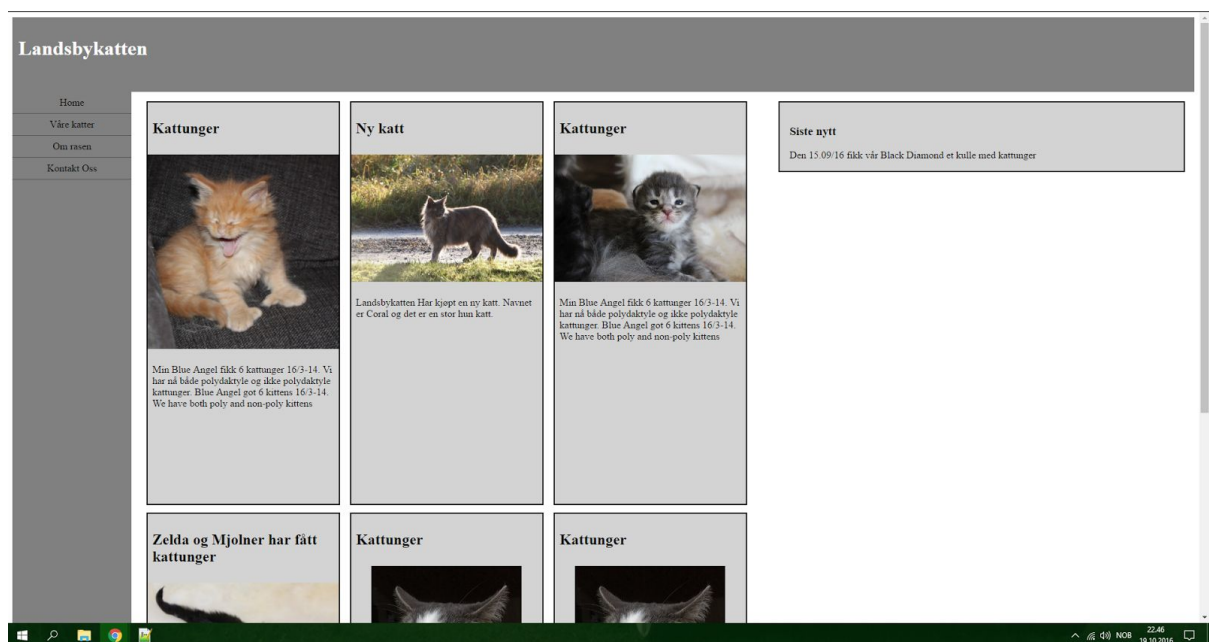 Landsbykatten
Home
Våre katter
Om rasen
Kontakt Oss
Kattunger
Min Blue Angel fikk 6 kattunger 16/3-14. Vi
har nå både polydaktyle og ikke polydaktyle
kattunger. Blue Angel got 6 kittens 16/3-14.
We have both poly and non-poly kittens
Ny katt
Landsbykatten Har kjøpt en ny katt. Navnet
er Coral og det er en stor hun katt.
Kattunger
Min Blue Angel fikk 6 kattunger 16/3-14. Vi
har nå både polydaktyle og ikke polydaktyle
kattunger. Blue Angel got 6 kittens 16/3-14.
We have both poly and non-poly kittens
Siste nytt
Den 15.09/16 fikk vår Black Diamond et kulle med kattunger
Zelda og Mjolner har fått
kattunger
Kattunger
Kattunger
NOB
22.46
19.10.2016